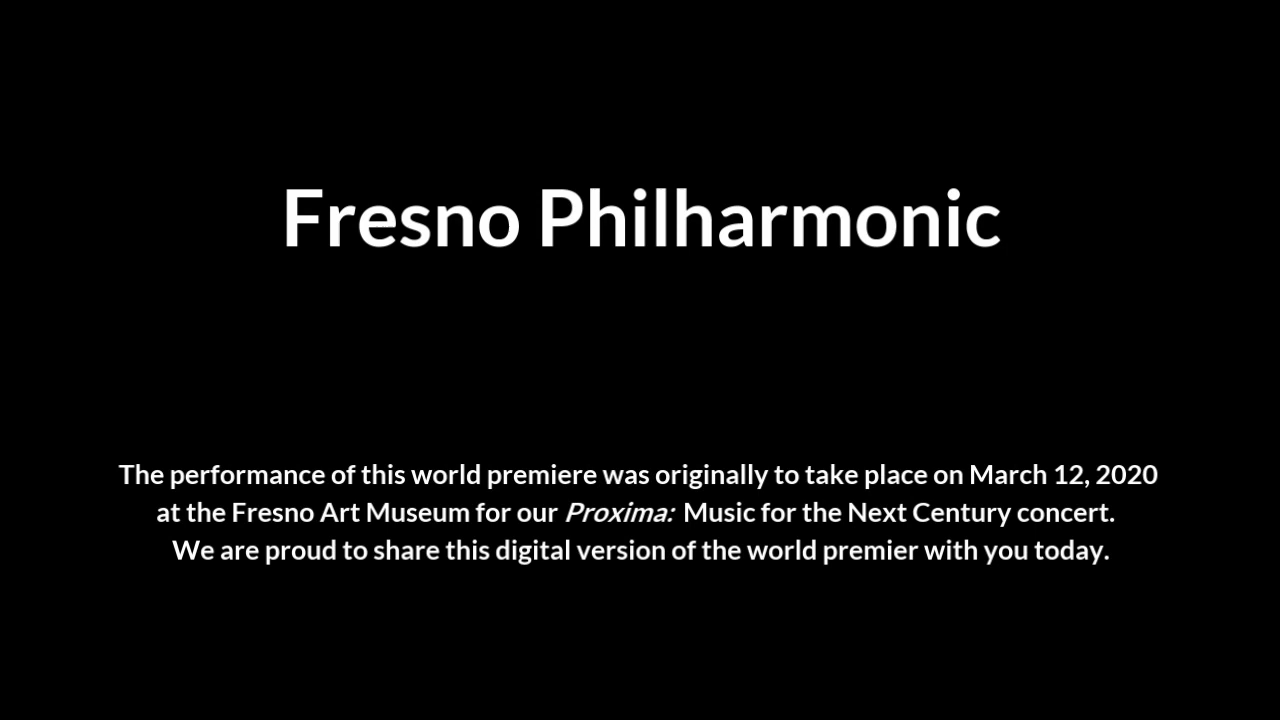 Fresno Philharmonic
The performance of this world premiere was originally to take place on March 12, 2020
at the Fresno Art Museum for our Proxima: Music for the Next Century concert.
We are proud to share this digital version of the world premier with you today.